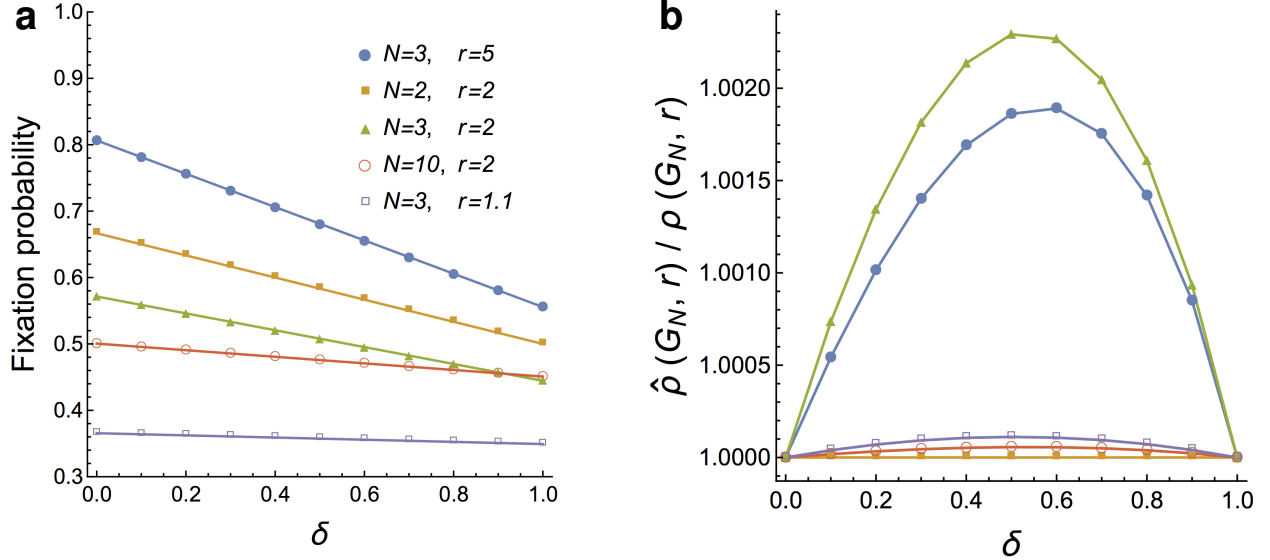 a
Fixation probability
1.0
0.9
0.8
0.7
0.6
0.5
0.4
0.3
0.0 0.2 0.4 0.6 0.8 1.0
δ
N=3, r=5
N=2, r=2
N=3, r=2
N=10, r=2
N=3, r=1.1
b
ρ̂ (G_N, r) / ρ (G_N, r)
1.0020
1.0015
1.0010
1.0005
1.0000
0.0 0.2 0.4 0.6 0.8 1.0
δ